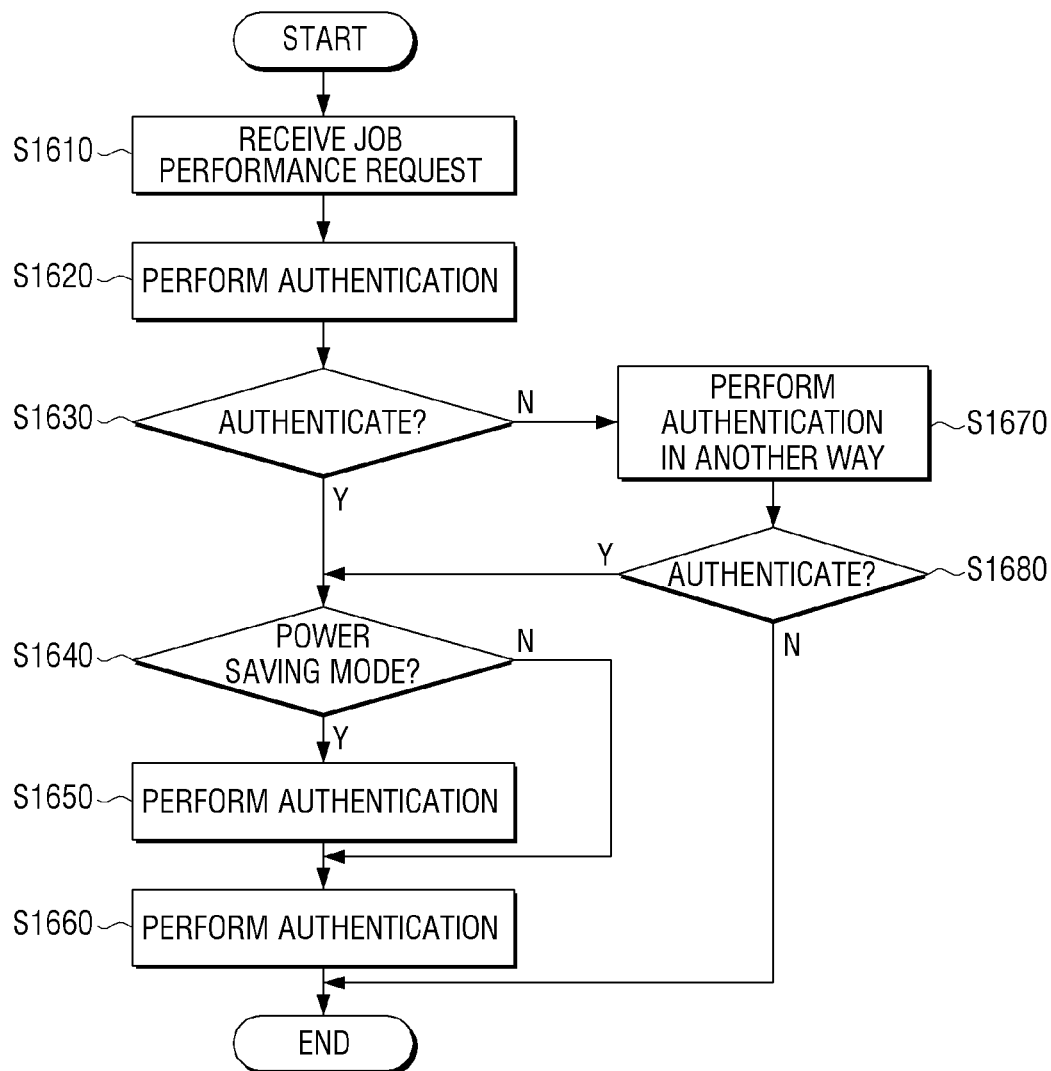 START
S1610
RECEIVE JOB
PERFORMANCE REQUEST
S1620
PERFORM AUTHENTICATION
S1630
AUTHENTICATE?
N
Y
PERFORM
AUTHENTICATION
IN ANOTHER WAY
S1670
Y
AUTHENTICATE?
S1680
N
S1640
POWER
SAVING MODE?
N
Y
S1650
PERFORM AUTHENTICATION
S1660
PERFORM AUTHENTICATION
END